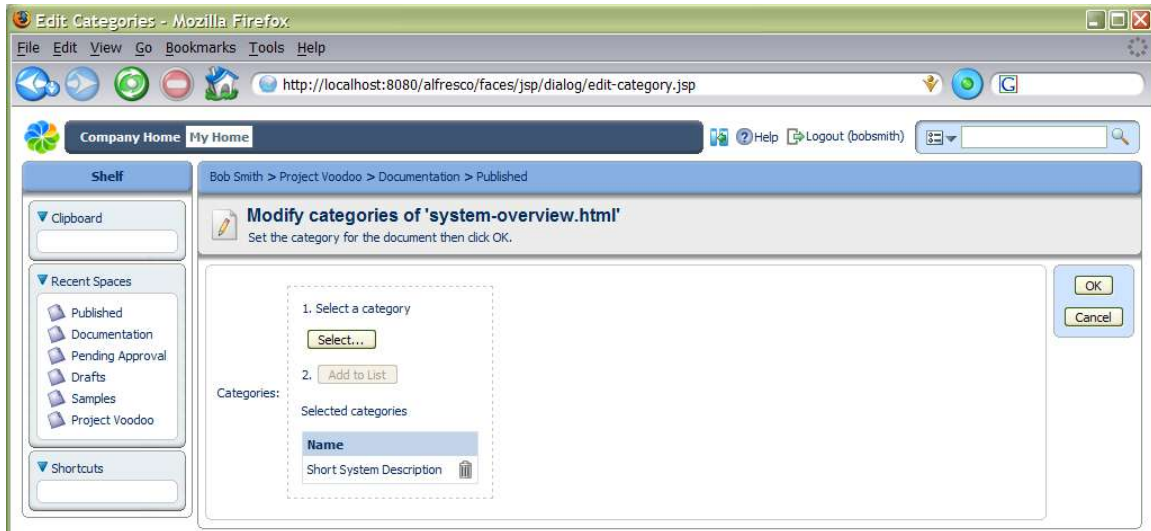 Edit Categories - Mozilla Firefox
File Edit View Go Bookmarks Tools Help
http://localhost:8080/alfresco/faces/jsp/dialog/edit-category.jsp
G
Company Home My Home
Help Logout (bobsmith)
Shelf
Bob Smith > Project Voodoo > Documentation > Published
Clipboard
Modify categories of 'system-overview.html'
Set the category for the document then click OK.
Recent Spaces
Published
Documentation
Pending Approval
Drafts
Samples
Project Voodoo
Shortcuts
Categories:
1. Select a category
Select...
2. Add to List
Selected categories
Name
Short System Description
OK
Cancel